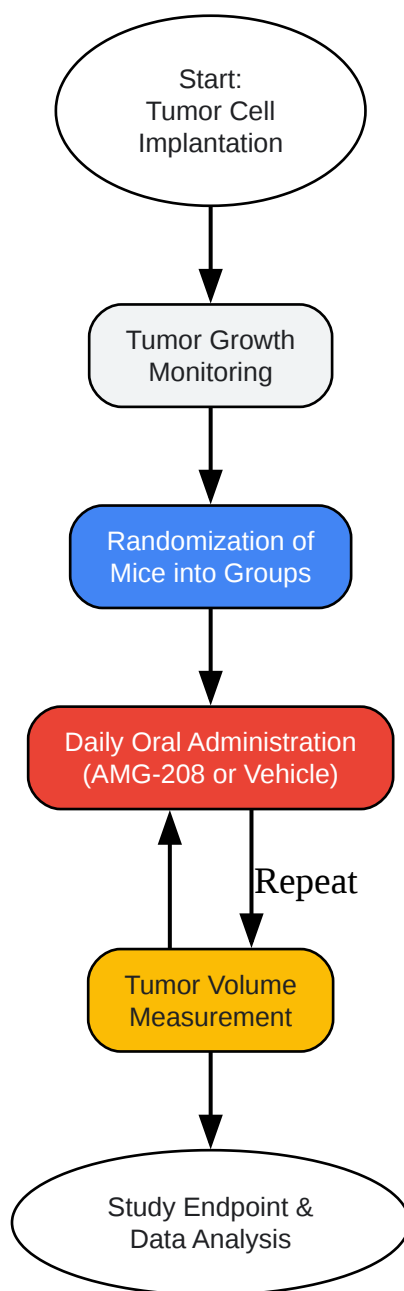 Start:
Tumor Cell
Implantation
Tumor Growth
Monitoring
Randomization of
Mice into Groups
Daily Oral Administration
(AMG-208 or Vehicle)
Repeat
Tumor Volume
Measurement
Study Endpoint &
Data Analysis